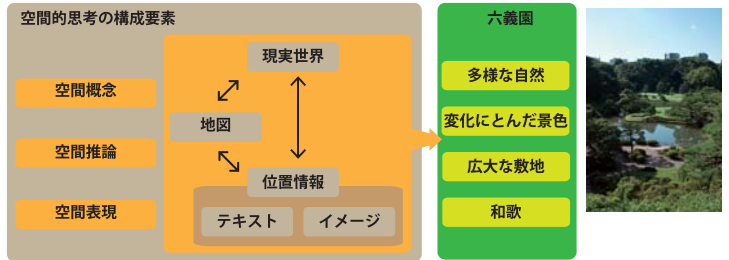 空間的思考の構成要素
空間概念
空間推論
空間表現
現実世界
地図
位置情報
テキスト
イメージ
六義園
多様な自然
変化にとんだ景色
広大な敷地
和歌